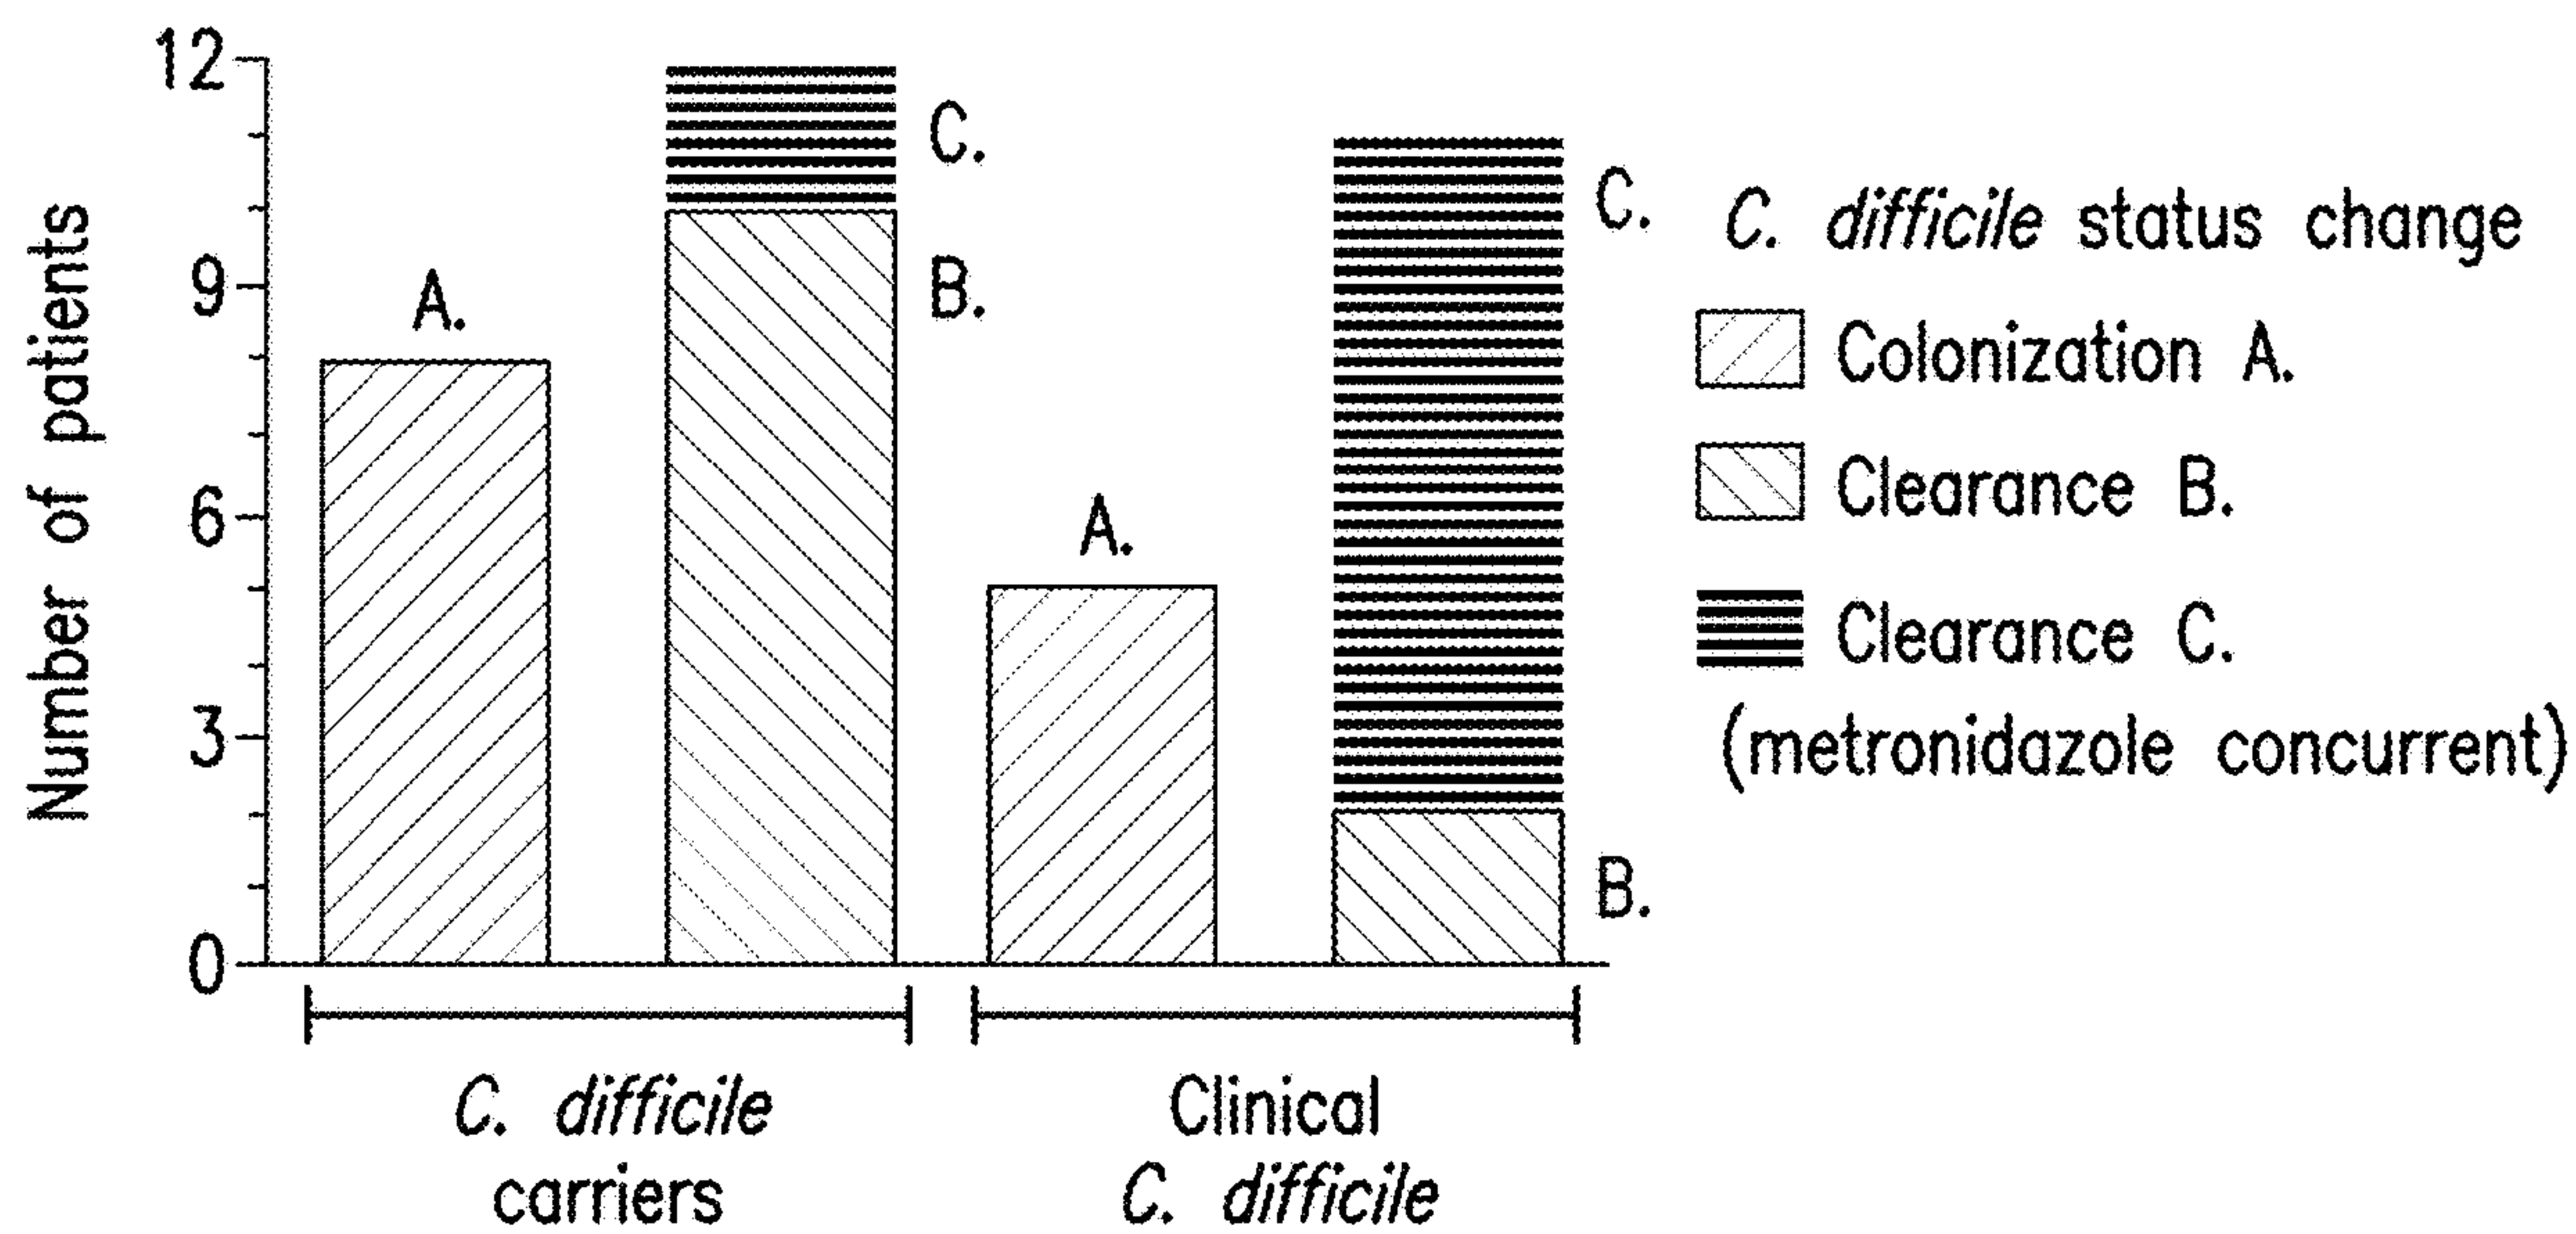 Number of patients
12
9
6
3
0
A.
C.
B.
A.
C.
B.
C. difficile
carriers
Clinical
C. difficile
C. difficile status change
Colonization A.
Clearance B.
Clearance C.
(metronidazole concurrent)